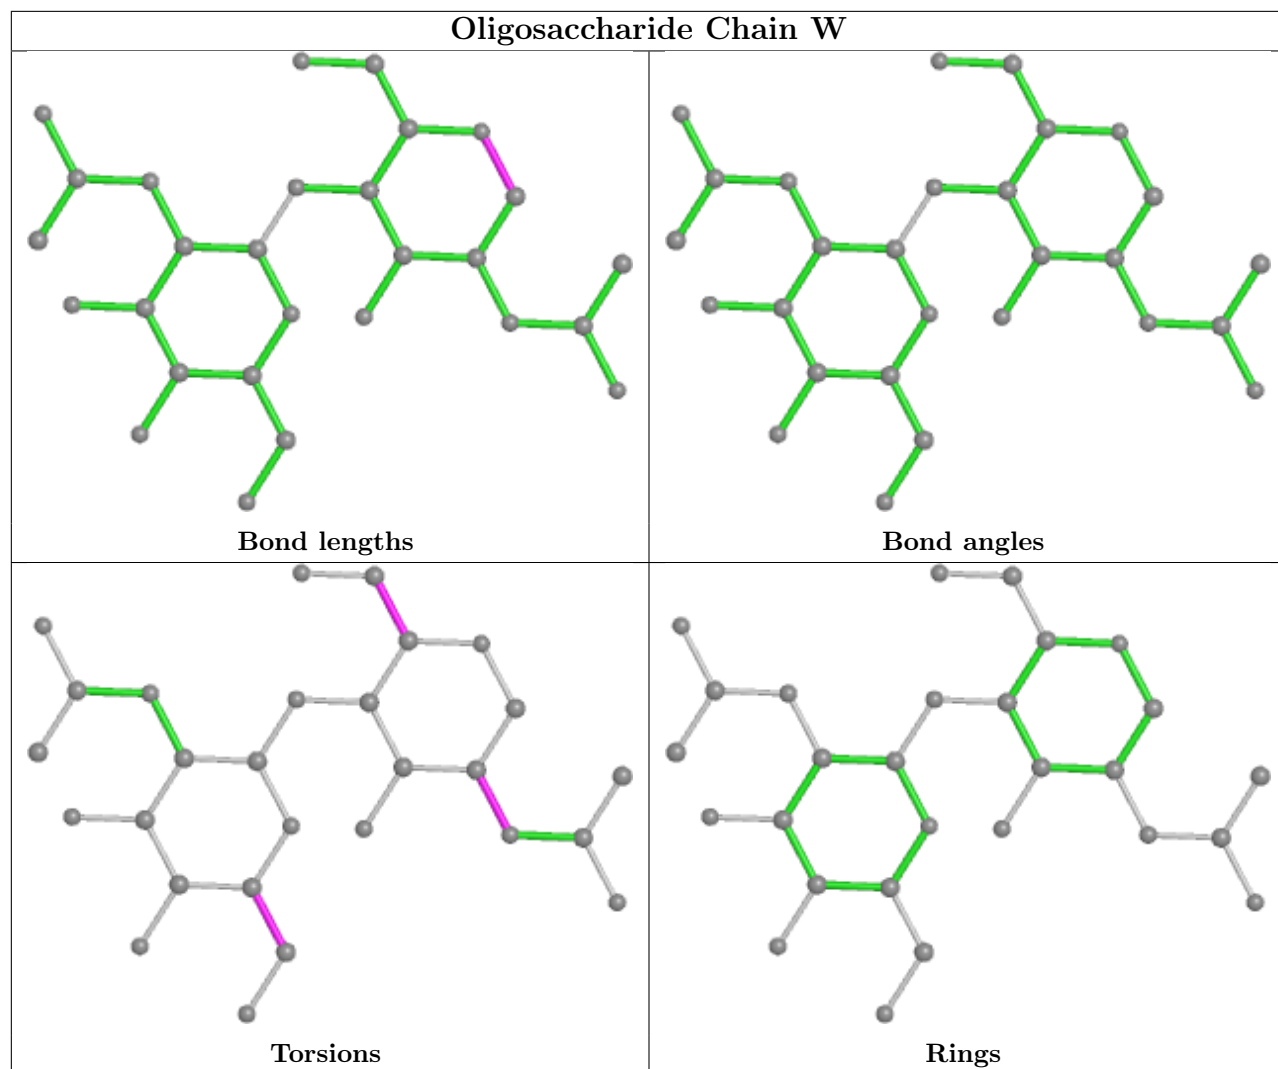 Oligosaccharide Chain W
Bond lengths
Bond angles
Torsions
Rings